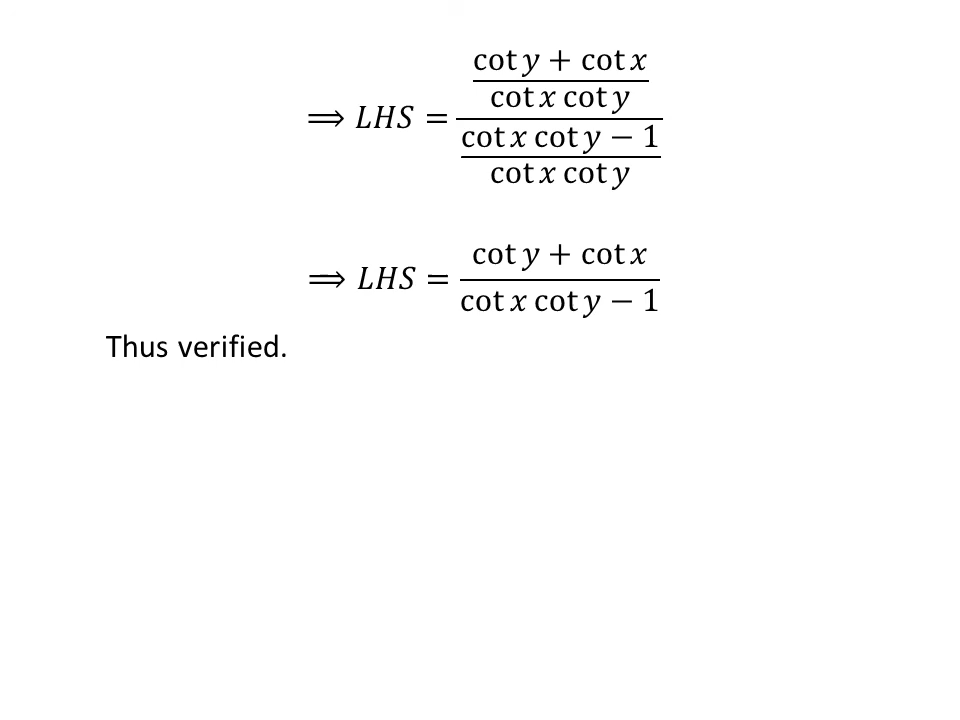 ⟹ LHS = ((cot y + cot x)/(cot x cot y))/((cot x cot y − 1)/(cot x cot y))
⟹ LHS = (cot y + cot x)/(cot x cot y − 1)
Thus verified.